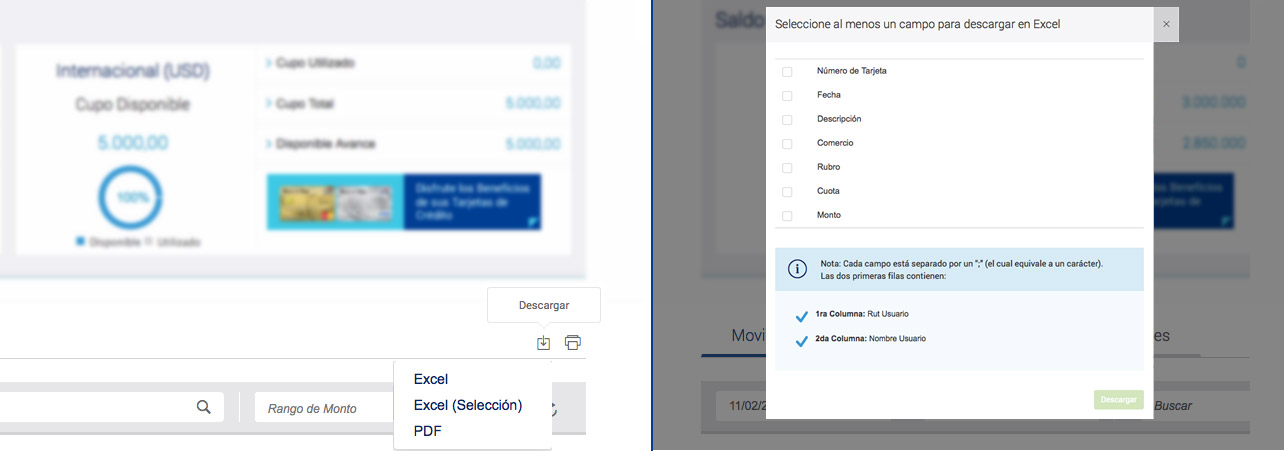 Internacional (USD)
Cupo Disponible
5.000,00
100%
Disponible Utilizado
Cupo Utilizado 0,00
Cupo Total 5.000,00
Disponible Avance 5.000,00
Disfrute los Beneficios
de sus Tarjetas de
Crédito
Descargar
Rango de Monto
Excel
Excel (Selección)
PDF
Saldo
Seleccione al menos un campo para descargar en Excel
×
Número de Tarjeta
Fecha
Descripción
Comercio
Rubro
Cuota
Monto
0
3.000.000
2.850.000
Nota: Cada campo está separado por un ";" (el cual equivale a un carácter).
Las dos primeras filas contienen:
1ra Columna: Rut Usuario
2da Columna: Nombre Usuario
Descargar
Movi
es
11/02/2
Buscar